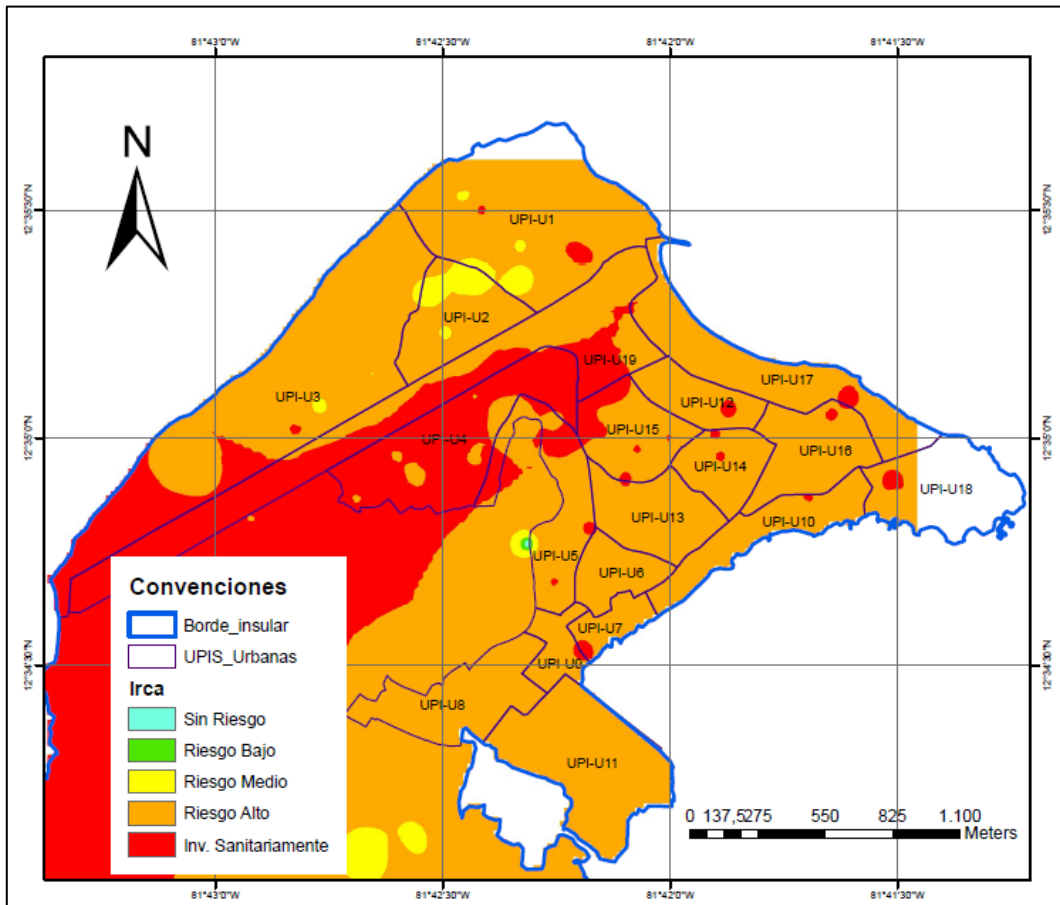 81°43'0"W
81°42'30"W
81°42'0"W
81°41'30"W
N
12°35'30"N
12°35'30"N
UPI-U1
UPI-U2
UPI-U19
UPI-U17
UPI-U3
UPI-U12
UPI-U4
UPI-U15
UPI-U16
12°35'0"N
12°35'0"N
UPI-U14
UPI-U18
UPI-U13
UPI-U10
UPI-U5
UPI-U6
UPI-U7
UPI-U9
12°34'30"N
12°34'30"N
UPI-U8
UPI-U11
Convenciones
Borde_insular
UPIS_Urbanas
Irca
Sin Riesgo
Riesgo Bajo
Riesgo Medio
Riesgo Alto
Inv. Sanitariamente
0 137,5275 550 825 1.100
Meters
81°43'0"W
81°42'30"W
81°42'0"W
81°41'30"W